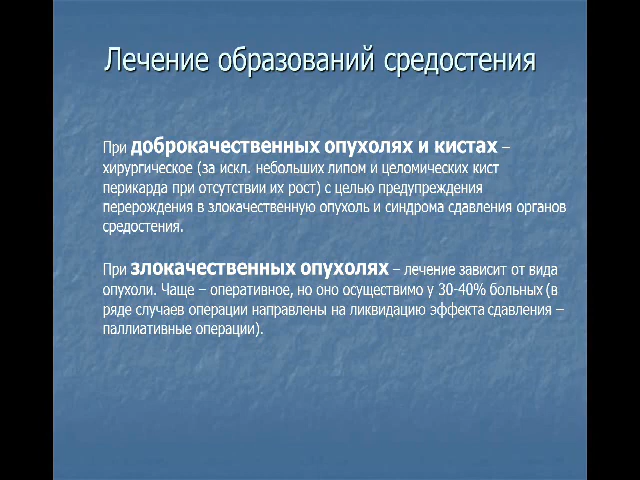 Лечение образований средостения
При доброкачественных опухолях и кистах –
хирургическое (за искл. небольших липом и целомических кист
перикарда при отсутствии их рост) с целью предупреждения
перерождения в злокачественную опухоль и синдрома сдавления органов
средостения.
При злокачественных опухолях – лечение зависит от вида
опухоли. Чаще – оперативное, но оно осуществимо у 30-40% больных (в
ряде случаев операции направлены на ликвидацию эффекта сдавления –
паллиативные операции).